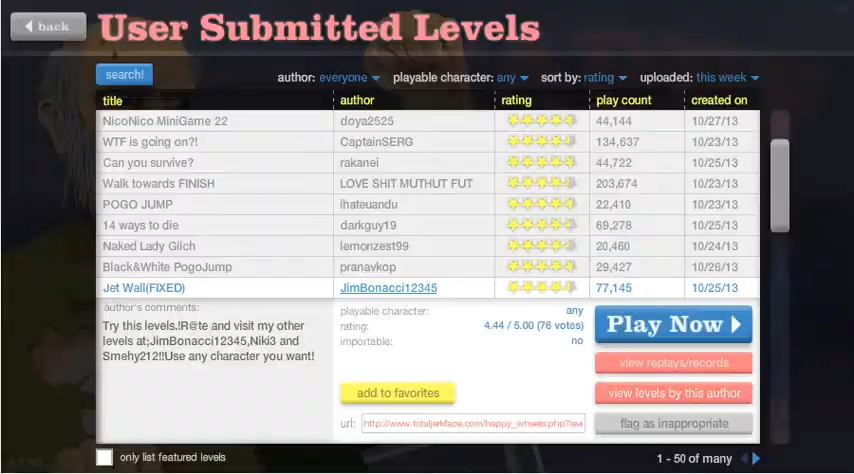 back
User Submitted Levels
search!
author: everyone playable character: any sort by: rating uploaded: this week
title author rating play count created on
NicoNico MiniGame 22 doya2525 44,144 10/27/13
WTF is going on?! CaptainSERG 134,637 10/23/13
Can you survive? rakanei 44,722 10/25/13
Walk towards FINISH LOVE SHIT MUTHUT FUT 203,674 10/23/13
POGO JUMP ihateuandu 22,410 10/23/13
14 ways to die darkguy19 69,278 10/25/13
Naked Lady Glich lemonzest99 20,460 10/24/13
Black&White PogoJump pranavkop 29,427 10/26/13
Jet Wall(FIXED) JimBonacci12345 77,145 10/25/13
author's comments:
Try this levels.!R@te and visit my other
levels at;JimBonacci12345,Niki3 and
Smehy212!!Use any character you want!
playable character: any
rating: 4.44 / 5.00 (76 votes)
importable: no
add to favorites
url: http://www.totaljerkface.com/happy_wheels.php?lev
Play Now
view replays/records
view levels by this author
flag as inappropriate
only list featured levels
1 - 50 of many